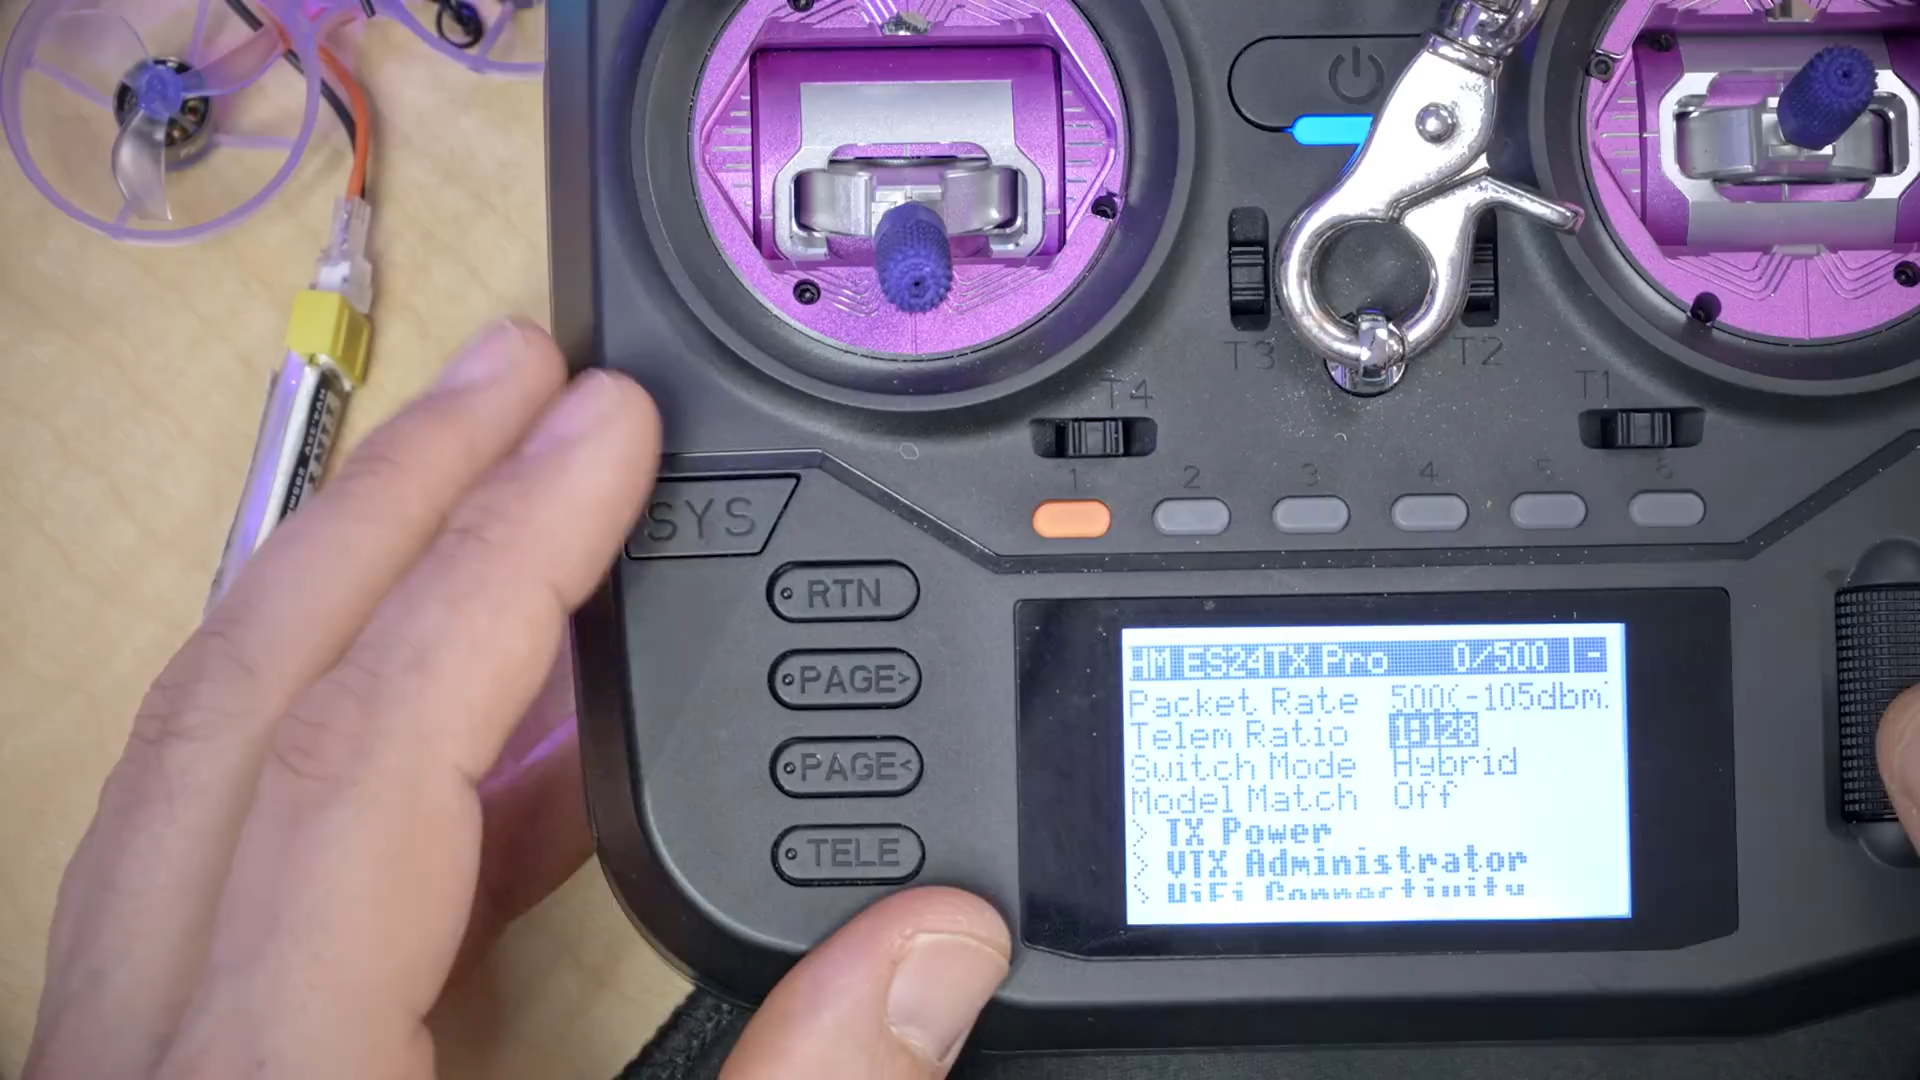 T3
T2
T4
T1
1 2 3 4 5 6
SYS
RTN
PAGE>
PAGE<
TELE
HM ES24TX Pro 0/500 -
Packet Rate 500(-105dbm)
Telem Ratio 1:128
Switch Mode Hybrid
Model Match Off
> TX Power
> VTX Administrator
> WiFi Connectivity